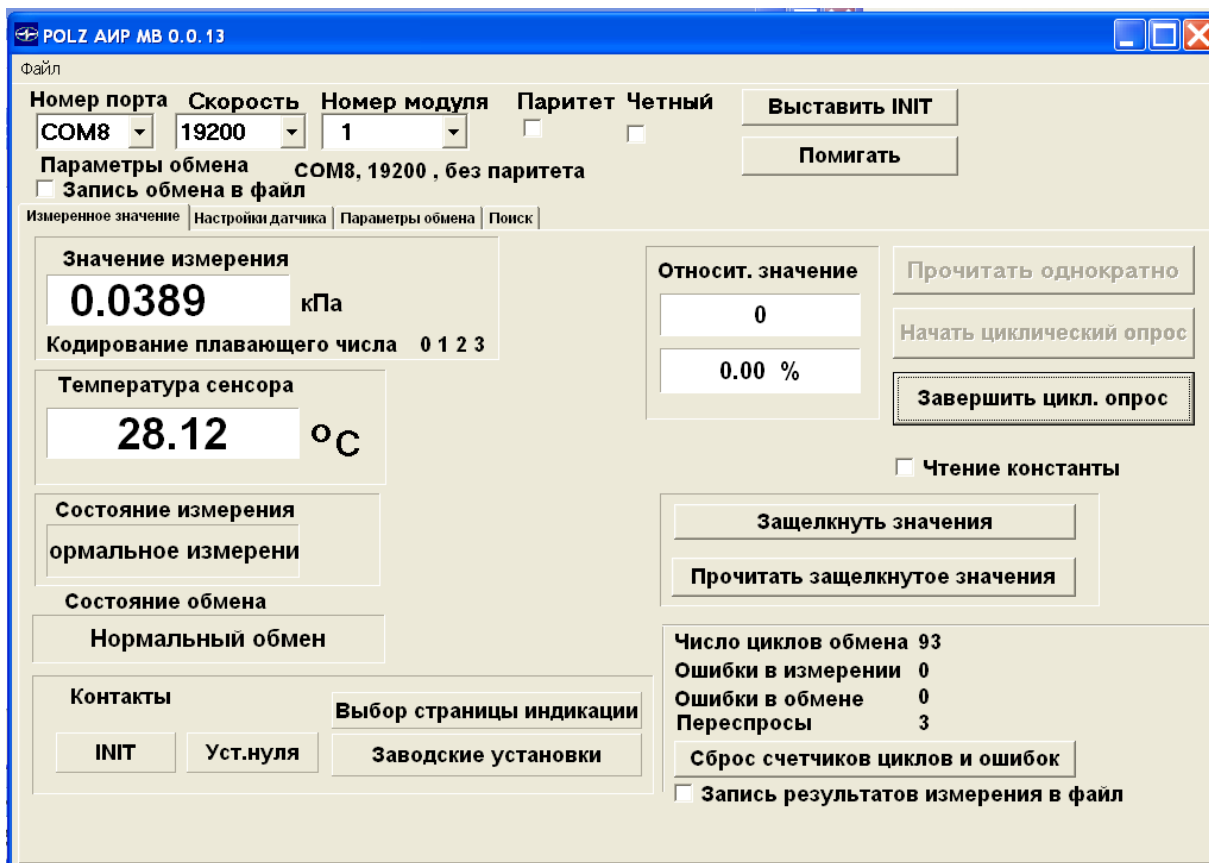 POLZ АИР МВ 0.0.13
Файл
Номер порта Скорость Номер модуля Паритет Четный Выставить INIT
COM8 19200 1
Помигать
Параметры обмена COM8, 19200 , без паритета
Запись обмена в файл
Измеренное значение Настройки датчика Параметры обмена Поиск
Значение измерения
0.0389 кПа
Кодирование плавающего числа 0 1 2 3
Относит. значение
0
0.00 %
Прочитать однократно
Начать циклический опрос
Завершить цикл. опрос
Чтение константы
Температура сенсора
28.12 °C
Состояние измерения
ормальное измерени
Состояние обмена
Нормальный обмен
Защелкнуть значения
Прочитать защелкнутое значения
Контакты
INIT Уст.нуля
Выбор страницы индикации
Заводские установки
Число циклов обмена 93
Ошибки в измерении 0
Ошибки в обмене 0
Переспросы 3
Сброс счетчиков циклов и ошибок
Запись результатов измерения в файл